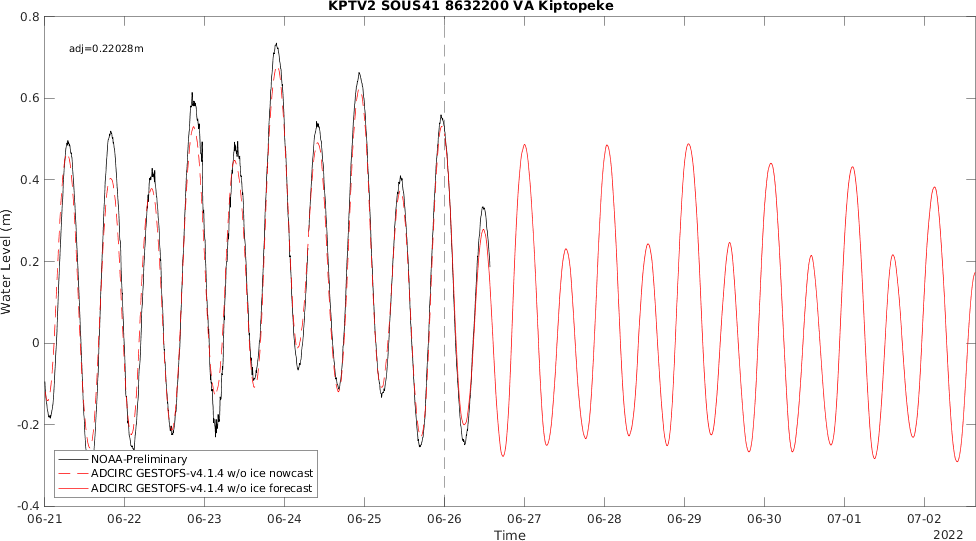 KPTV2 SOUS41 8632200 VA Kiptopeke
adj=0.22028m
Water Level (m)
0.8
0.6
0.4
0.2
0
-0.2
-0.4
NOAA-Preliminary
ADCIRC GESTOFS-v4.1.4 w/o ice nowcast
ADCIRC GESTOFS-v4.1.4 w/o ice forecast
06-21 06-22 06-23 06-24 06-25 06-26 06-27 06-28 06-29 06-30 07-01 07-02
Time
2022